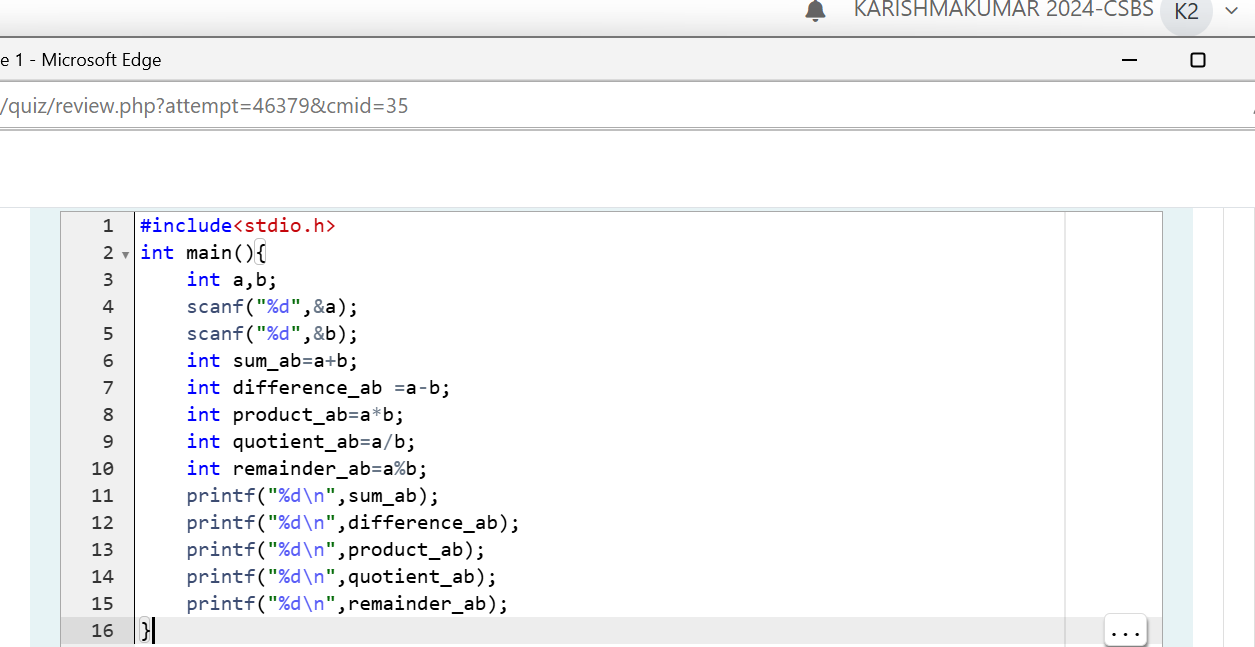 KARISHMAKUMAR 2024-CSBS K2
e 1 - Microsoft Edge
/quiz/review.php?attempt=46379&cmid=35
1 #include<stdio.h>
2 int main(){
3 int a,b;
4 scanf("%d",&a);
5 scanf("%d",&b);
6 int sum_ab=a+b;
7 int difference_ab =a-b;
8 int product_ab=a*b;
9 int quotient_ab=a/b;
10 int remainder_ab=a%b;
11 printf("%d\n",sum_ab);
12 printf("%d\n",difference_ab);
13 printf("%d\n",product_ab);
14 printf("%d\n",quotient_ab);
15 printf("%d\n",remainder_ab);
16 }
...